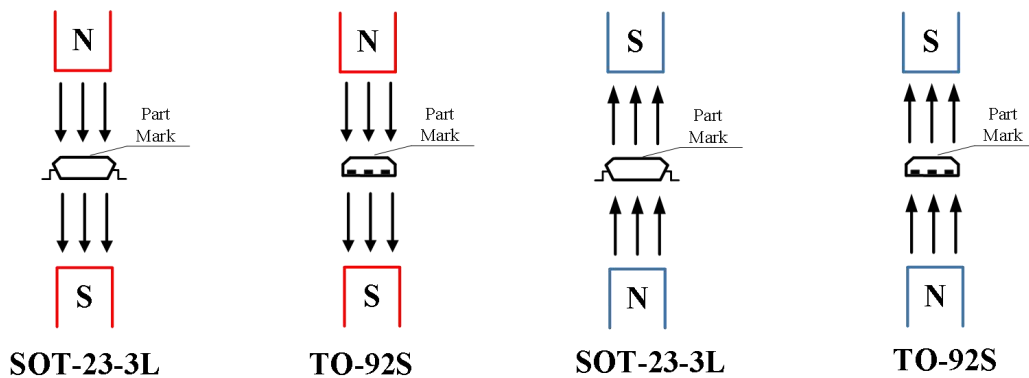 N
Part
Mark
S
SOT-23-3L
N
Part
Mark
S
TO-92S
S
Part
Mark
N
SOT-23-3L
S
Part
Mark
N
TO-92S